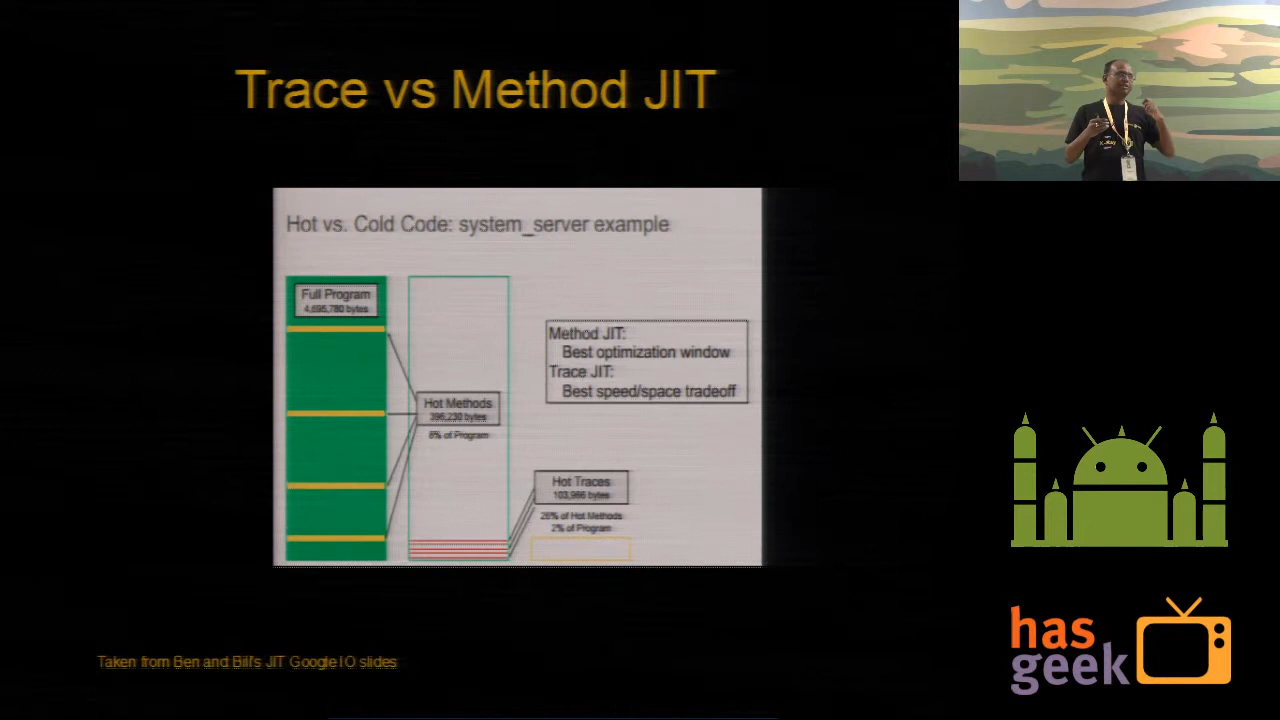 Trace vs Method JIT
Hot vs. Cold Code: system_server example
Full Program
4,695,780 bytes
Method JIT:
Best optimization window
Trace JIT:
Best speed/space tradeoff
Hot Methods
396,230 bytes
8% of Program
Hot Traces
103,966 bytes
26% of Hot Methods
2% of Program
Taken from Ben and Bill's JIT Google IO slides
has
geek